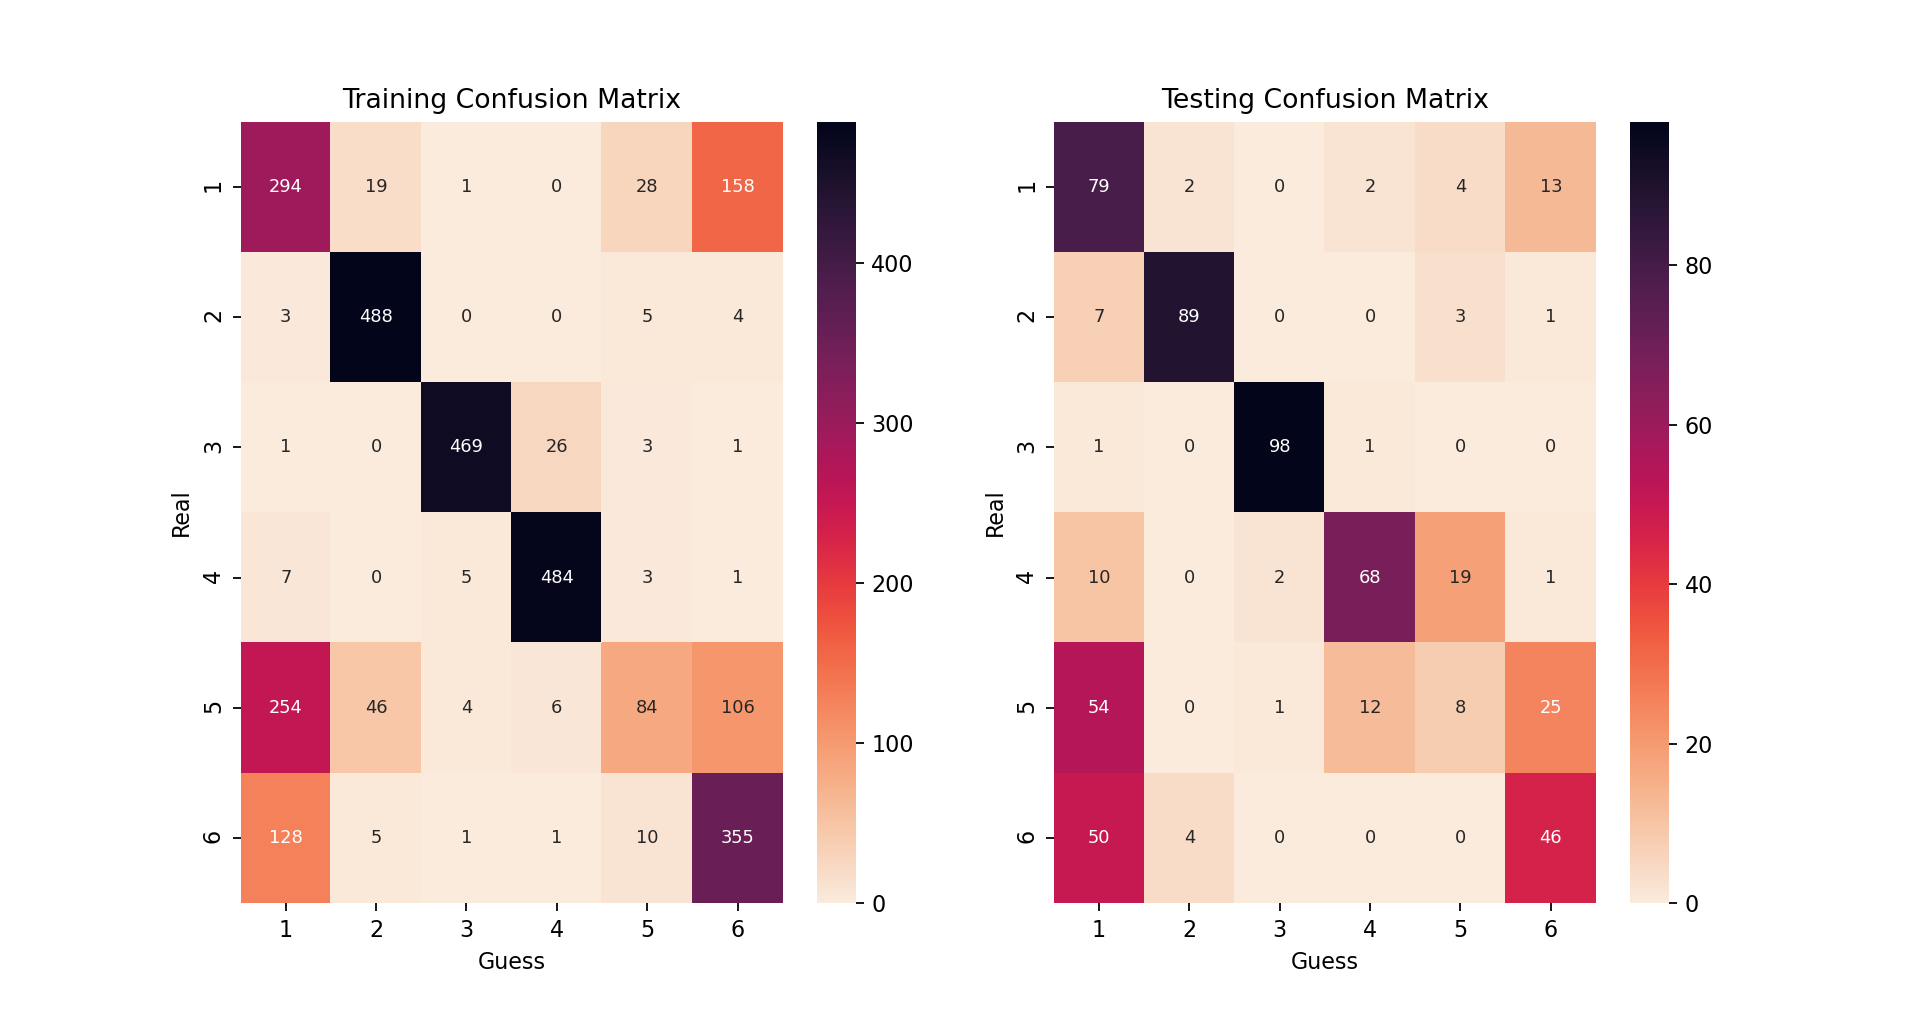 Training Confusion Matrix
Real
1 294 19 1 0 28 158
2 3 488 0 0 5 4
3 1 0 469 26 3 1
4 7 0 5 484 3 1
5 254 46 4 6 84 106
6 128 5 1 1 10 355
1 2 3 4 5 6
Guess
400
300
200
100
0
Testing Confusion Matrix
Real
1 79 2 0 2 4 13
2 7 89 0 0 3 1
3 1 0 98 1 0 0
4 10 0 2 68 19 1
5 54 0 1 12 8 25
6 50 4 0 0 0 46
1 2 3 4 5 6
Guess
80
60
40
20
0